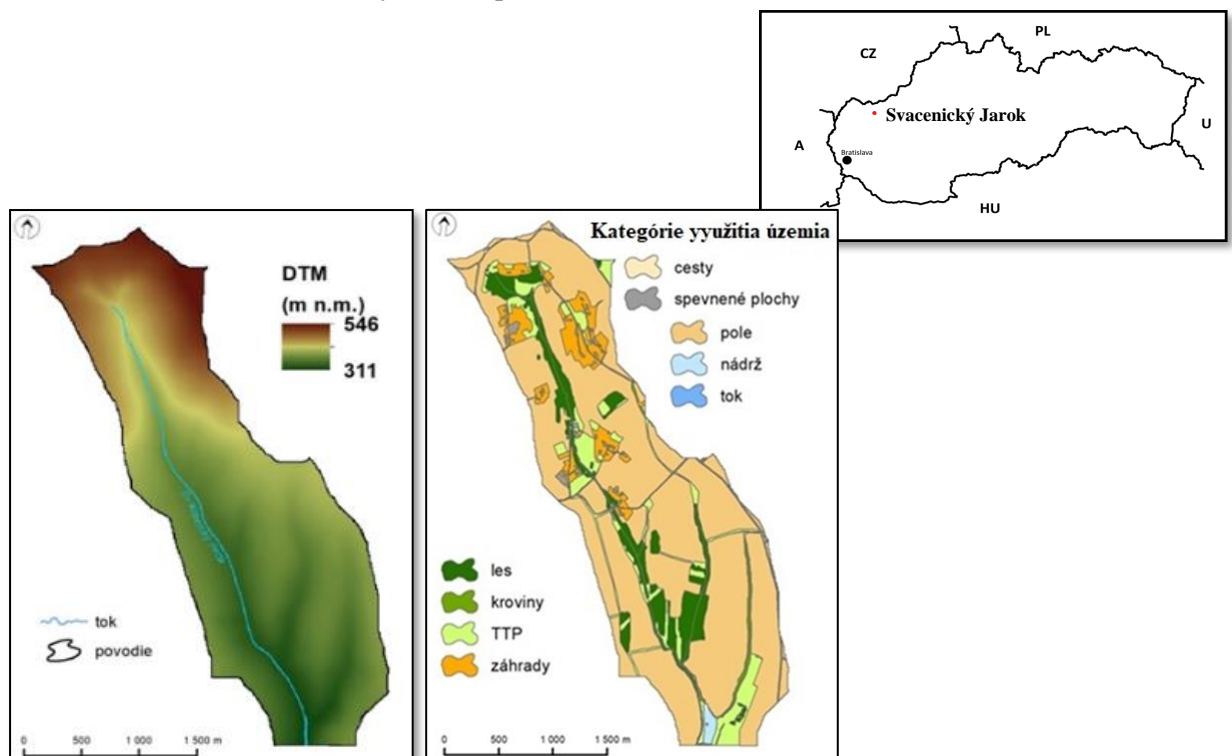 PL
CZ
Svacenický Jarok
U
A
Bratislava
HU
DTM
(m n.m.)
546
311
tok
povodie
0 500 1 000 1 500 m
Kategórie yyužitia územia
cesty
spevnené plochy
pole
nádrž
tok
les
kroviny
TTP
záhrady
0 500 1 000 1 500 m